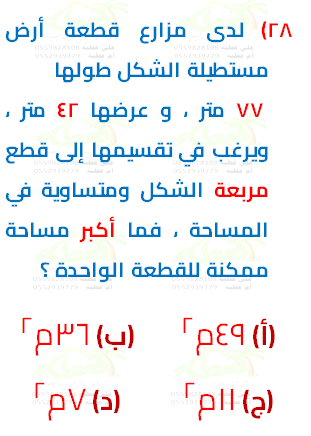 ٢٨) لدى مزارع قطعة أرض
مستطيلة الشكل طولها
٧٧ متر ، و عرضها ٤٢ متر ،
ويرغب في تقسيمها إلى قطع
مربعة الشكل ومتساوية في
المساحة ، فما أكبر مساحة
ممكنة للقطعة الواحدة ؟
(أ) ٤٩م٢ (ب) ٣٦م٢
(ج) ١١م٢ (د) ٧م٢